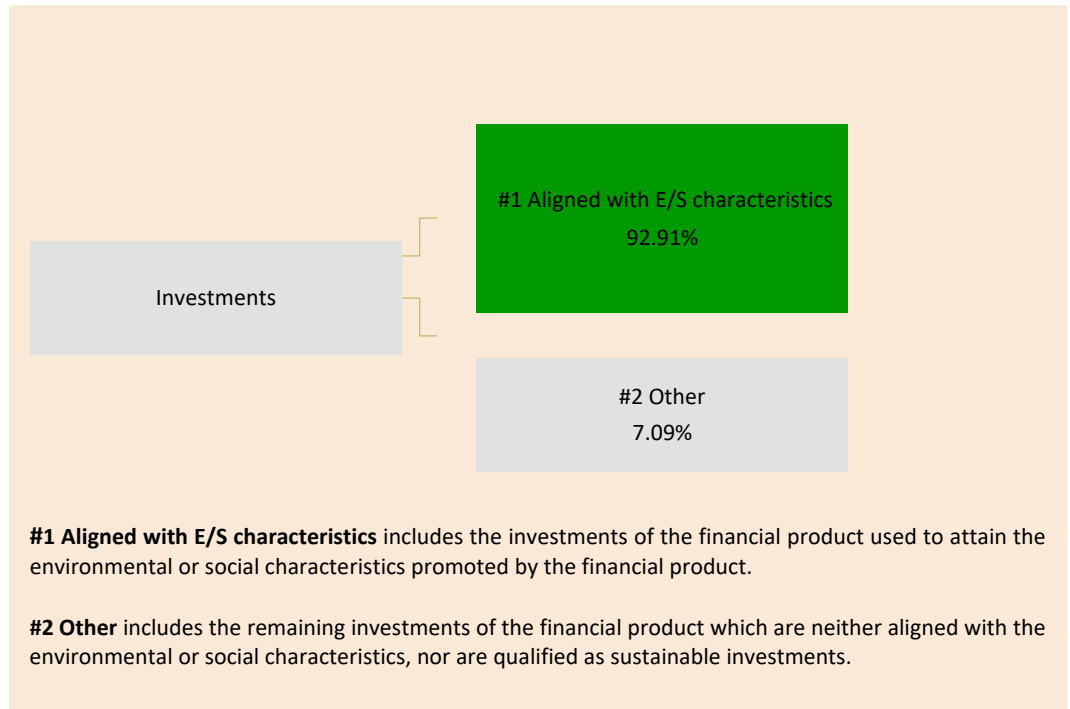 #1 Aligned with E/S characteristics
92.91%
Investments
#2 Other
7.09%
#1 Aligned with E/S characteristics includes the investments of the financial product used to attain the
environmental or social characteristics promoted by the financial product.
#2 Other includes the remaining investments of the financial product which are neither aligned with the
environmental or social characteristics, nor are qualified as sustainable investments.